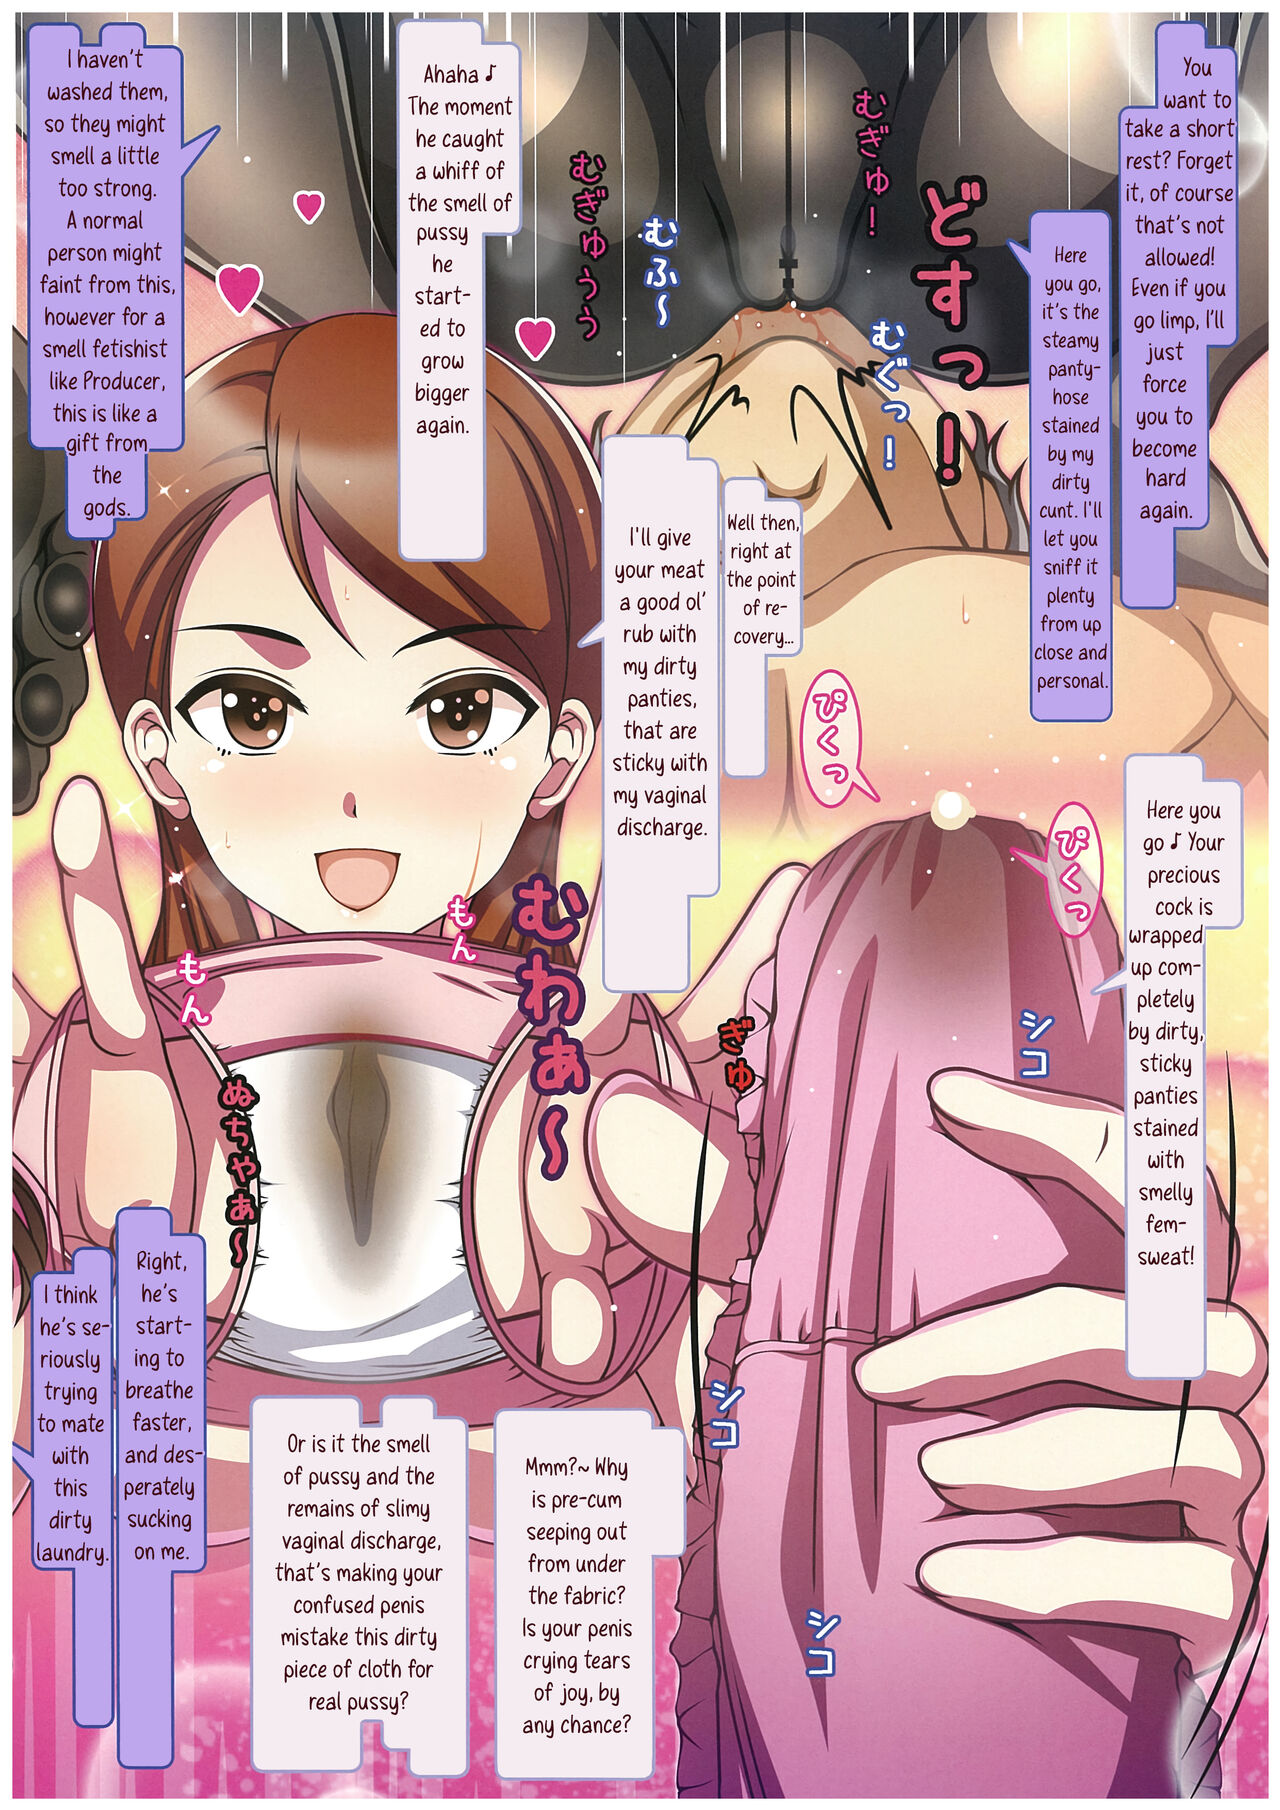 You
want to
take a short
rest? Forget
it, of course
that's not
allowed!
Even if you
go limp, I'll
just
force
you to
become
hard
again.
Here
you go,
it's the
steamy
panty-
hose
stained
by my
dirty
cunt. I'll
let you
sniff it
plenty
from up
close and
personal.
どすっ!
むぎゅ!
むぐっ!
むふ〜
むぎゅうぅ
Ahaha♪
The moment
he caught
a whiff of
the smell of
pussy
he
start-
ed to
grow
bigger
again.
I haven't
washed them,
so they might
smell a little
too strong.
A normal
person might
faint from this,
however for a
smell fetishist
like Producer,
this is like a
gift from
the
gods.
Well then,
right at
the point
of re-
covery...
I'll give
your meat
a good ol'
rub with
my dirty
panties,
that are
sticky with
my vaginal
discharge.
ぴくっ
ぴくっ
Here you
go♪ Your
precious
cock is
wrapped
up com-
pletely
by dirty,
sticky
panties
stained
with
smelly
fem-
sweat!
シコ
ぎゅ
むわぁ〜
もん
もん
ぬちゃあ〜
シコ
シコ
Mmm?~ Why
is pre-cum
seeping out
from under
the fabric?
Is your penis
crying tears
of joy, by
any chance?
Or is it the smell
of pussy and the
remains of slimy
vaginal discharge,
that's making your
confused penis
mistake this dirty
piece of cloth for
real pussy?
Right,
he's
start-
ing to
breathe
faster,
and des-
perately
sucking
on me.
I think
he's se-
riously
trying
to mate
with
this
dirty
laundry.